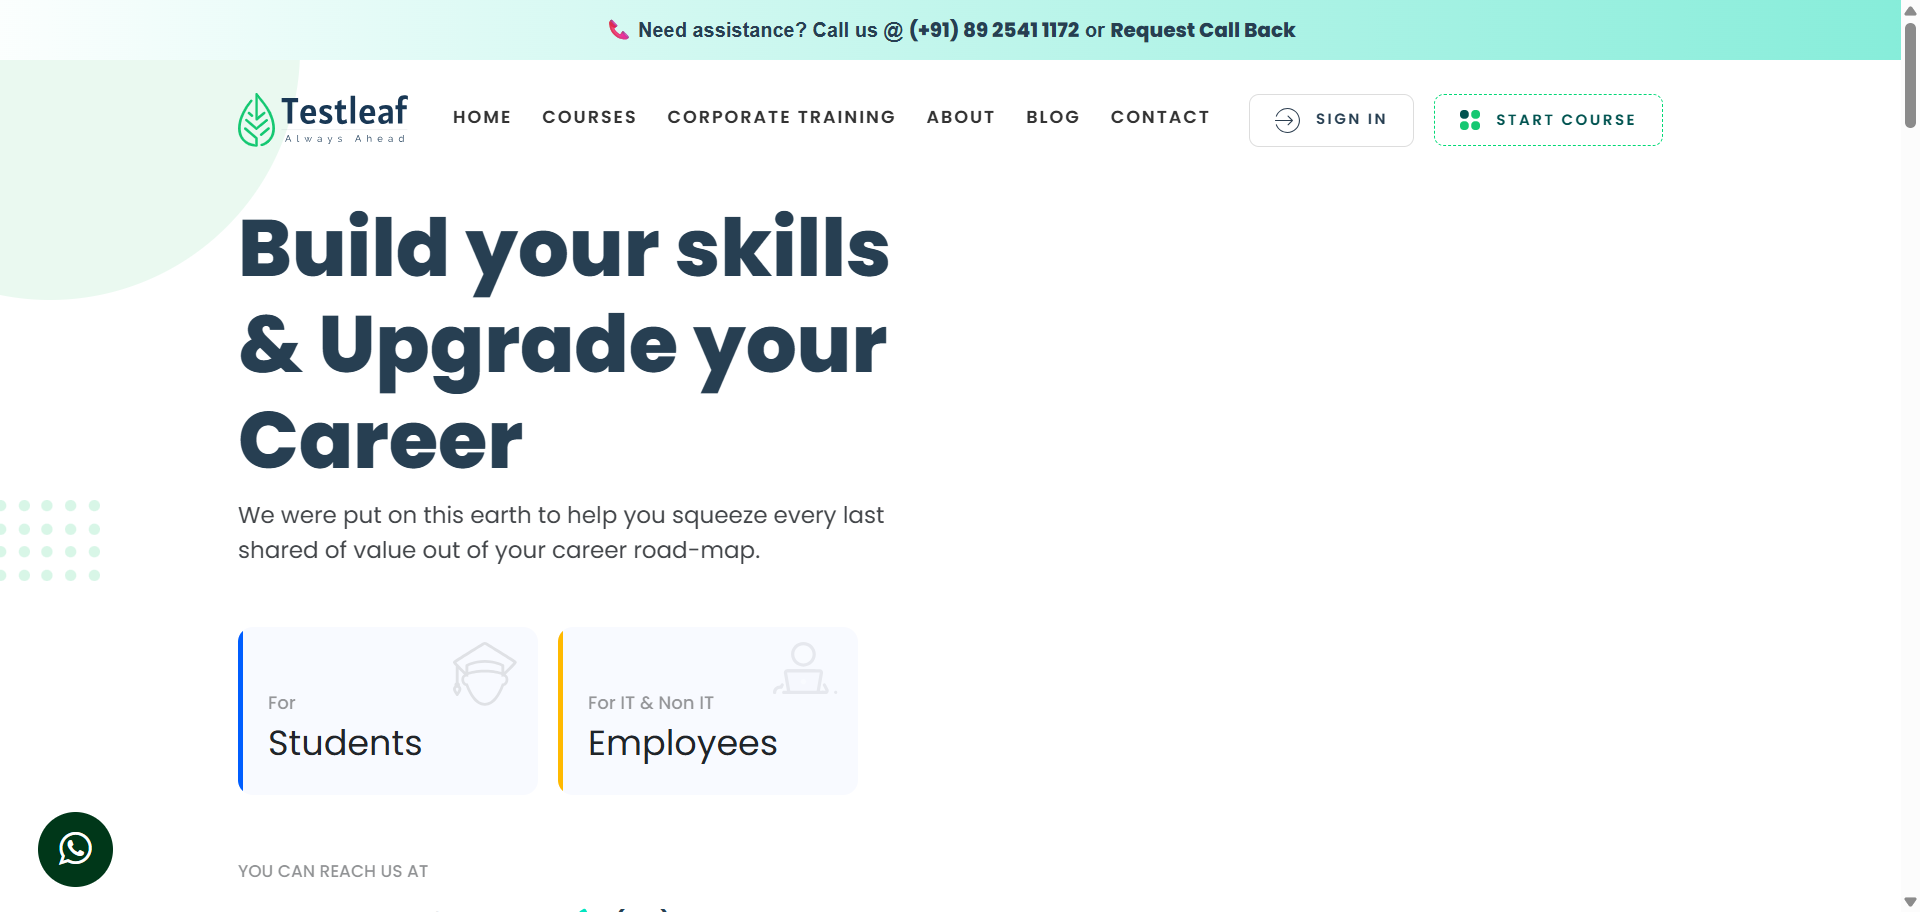 Need assistance? Call us @ (+91) 89 2541 1172 or Request Call Back
Testleaf
Always Ahead
HOME COURSES CORPORATE TRAINING ABOUT BLOG CONTACT SIGN IN START COURSE
Build your skills
& Upgrade your
Career
We were put on this earth to help you squeeze every last
shared of value out of your career road-map.
For
Students
For IT & Non IT
Employees
YOU CAN REACH US AT